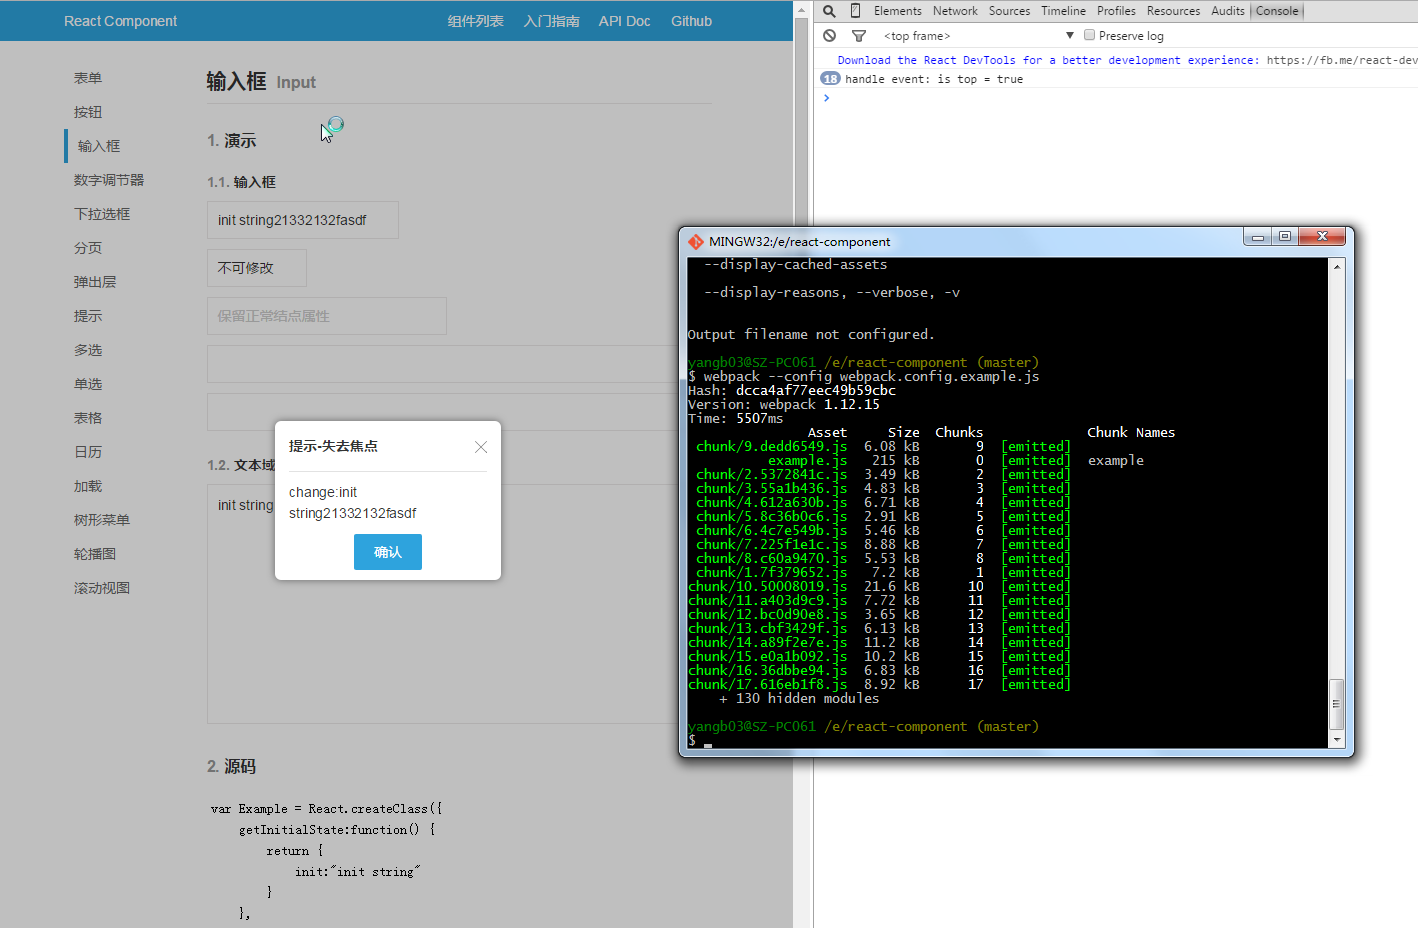 React Component
组件列表 入门指南 API Doc Github
表单
按钮
输入框
数字调节器
下拉选框
分页
弹出层
提示
多选
单选
表格
日历
加载
树形菜单
轮播图
滚动视图
输入框 Input
1. 演示
1.1. 输入框
init string21332132fasdf
不可修改
保留正常结点属性
1.2. 文本域
init string
提示-失去焦点
change:init
string21332132fasdf
确认
2. 源码
var Example = React.createClass({
getInitialState:function() {
return {
init:"init string"
}
},
Elements Network Sources Timeline Profiles Resources Audits Console
<top frame> ▼ Preserve log
Download the React DevTools for a better development experience: https://fb.me/react-dev
18 handle event: is top = true
>
MINGW32:/e/react-component
--display-cached-assets
--display-reasons, --verbose, -v
Output filename not configured.
yangb03@SZ-PC061 /e/react-component (master)
$ webpack --config webpack.config.example.js
Hash: dcca4af77eec49b59cbc
Version: webpack 1.12.15
Time: 5507ms
Asset Size Chunks Chunk Names
chunk/9.dedd6549.js 6.08 kB 9 [emitted]
example.js 215 kB 0 [emitted] example
chunk/2.5372841c.js 3.49 kB 2 [emitted]
chunk/3.55a1b436.js 4.83 kB 3 [emitted]
chunk/4.612a630b.js 6.71 kB 4 [emitted]
chunk/5.8c36b0c6.js 2.91 kB 5 [emitted]
chunk/6.4c7e549b.js 5.46 kB 6 [emitted]
chunk/7.225f1e1c.js 8.88 kB 7 [emitted]
chunk/8.c60a9470.js 5.53 kB 8 [emitted]
chunk/1.7f379652.js 7.2 kB 1 [emitted]
chunk/10.50008019.js 21.6 kB 10 [emitted]
chunk/11.a403d9c9.js 7.72 kB 11 [emitted]
chunk/12.bc0d90e8.js 3.65 kB 12 [emitted]
chunk/13.cbf3429f.js 6.13 kB 13 [emitted]
chunk/14.a89f2e7e.js 11.2 kB 14 [emitted]
chunk/15.e0a1b092.js 10.2 kB 15 [emitted]
chunk/16.36dbbe94.js 6.83 kB 16 [emitted]
chunk/17.616eb1f8.js 8.92 kB 17 [emitted]
+ 130 hidden modules
yangb03@SZ-PC061 /e/react-component (master)
$